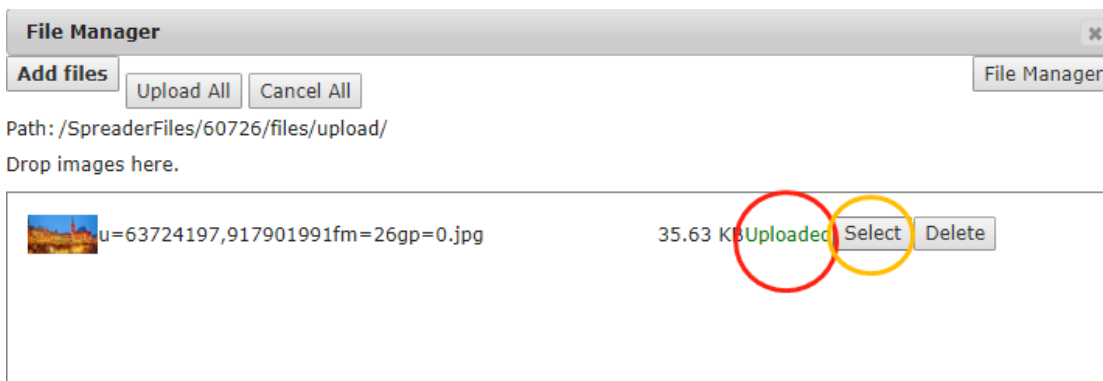 File Manager
Add files Upload All Cancel All File Manager
Path: /SpreaderFiles/60726/files/upload/
Drop images here.
u=63724197,917901991fm=26gp=0.jpg 35.63 KB Uploaded Select Delete